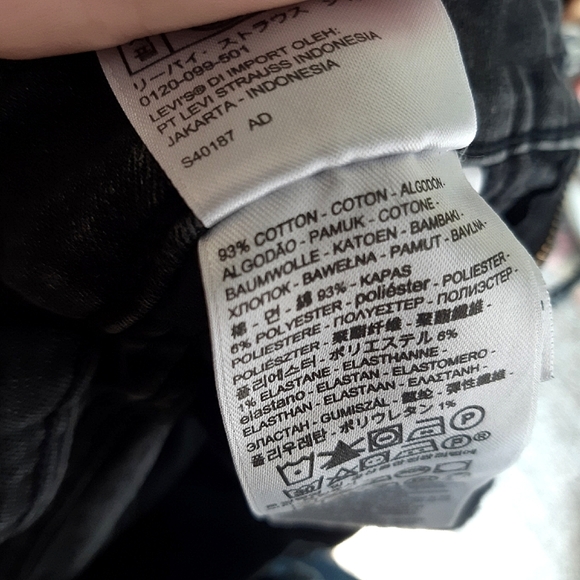 リーバイ・ストラウス
0120-099-501
LEVI'S® DI IMPORT OLEH:
PT LEVI STRAUSS INDONESIA
JAKARTA - INDONESIA
S40187 AD
93% COTTON - COTON - ALGODÓN -
ALGODÃO - PAMUK - COTONE -
BAUMWOLLE - KATOEN - ΒΑΜΒΑΚΙ -
ХЛОПОК - BAWEŁNA - PAMUT - BAVLNA -
棉 - 면 - 綿 93% - KAPAS
6% POLYESTER - poliéster - POLIESTER -
POLIESTERE - ΠΟΛΥΕΣΤΕΡ - ПОЛИЭСТЕР -
POLIÉSZTER - 聚酯纖維 - 聚酯纤维 -
폴리에스터 - ポリエステル 6%
1% ELASTANE - ELASTHANNE -
elastano - ELASTAN - ELASTOMERO -
ELASTHAN - ELASTAAN - ΕΛΑΣΤΑΝΗ -
ЭЛАСТАН - GUMISZÁL - 氨纶 - 彈性纖維 -
폴리우레탄 - ポリウレタン 1%
P